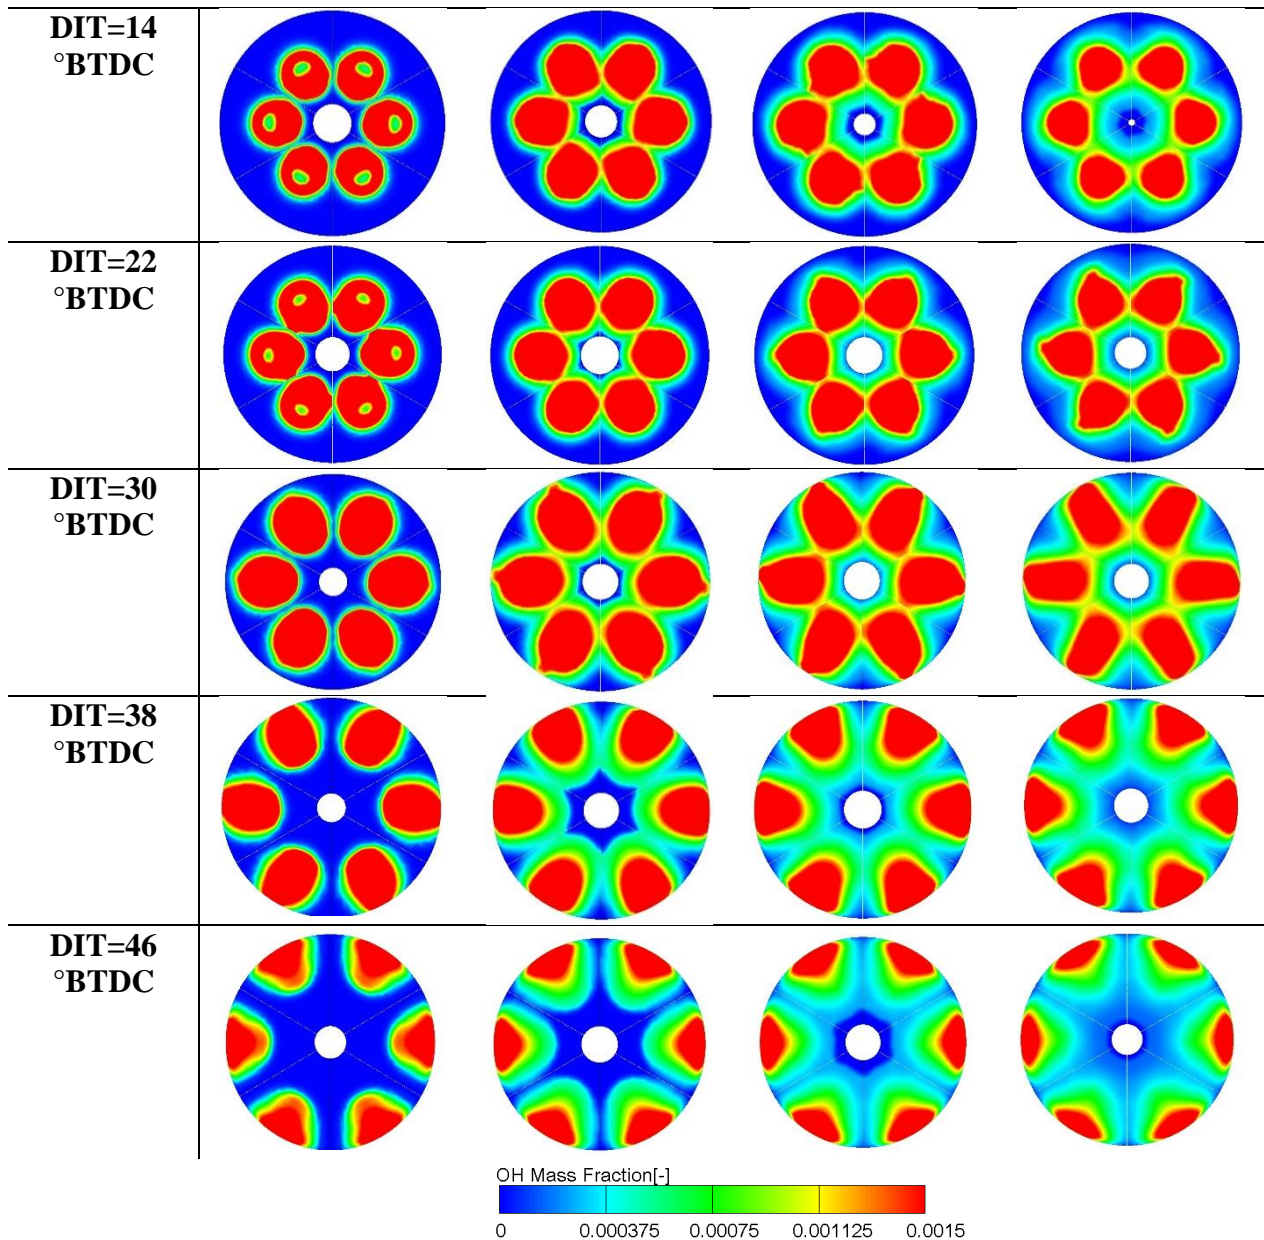 DIT=14
°BTDC
DIT=22
°BTDC
DIT=30
°BTDC
DIT=38
°BTDC
DIT=46
°BTDC
OH Mass Fraction[-]
0 0.000375 0.00075 0.001125 0.0015